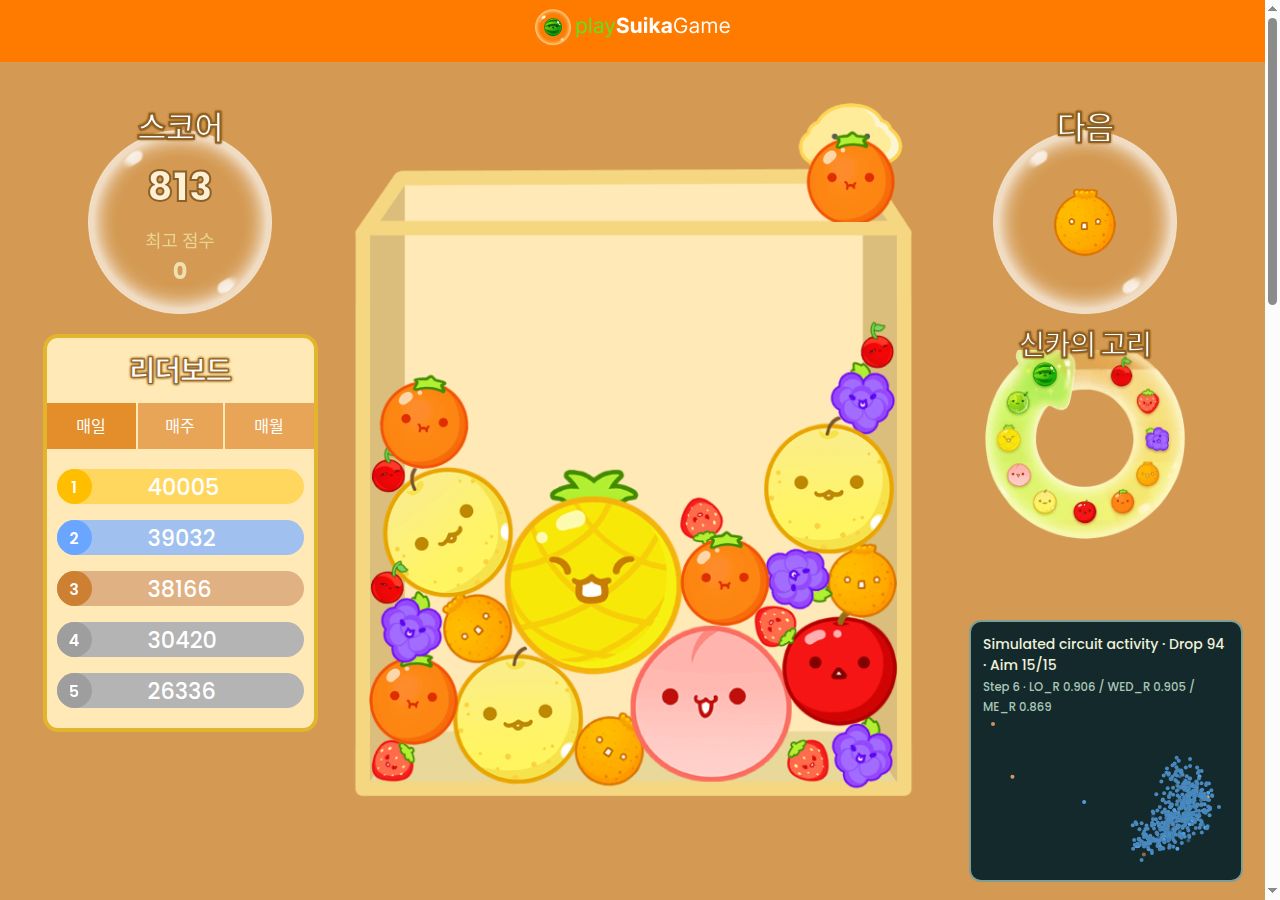 playSuikaGame
스코어
813
최고 점수
0
리더보드
매일 매주 매월
1 40005
2 39032
3 38166
4 30420
5 26336
다음
신카의 고리
Simulated circuit activity · Drop 94
· Aim 15/15
Step 6 · LO_R 0.906 / WED_R 0.905 /
ME_R 0.869